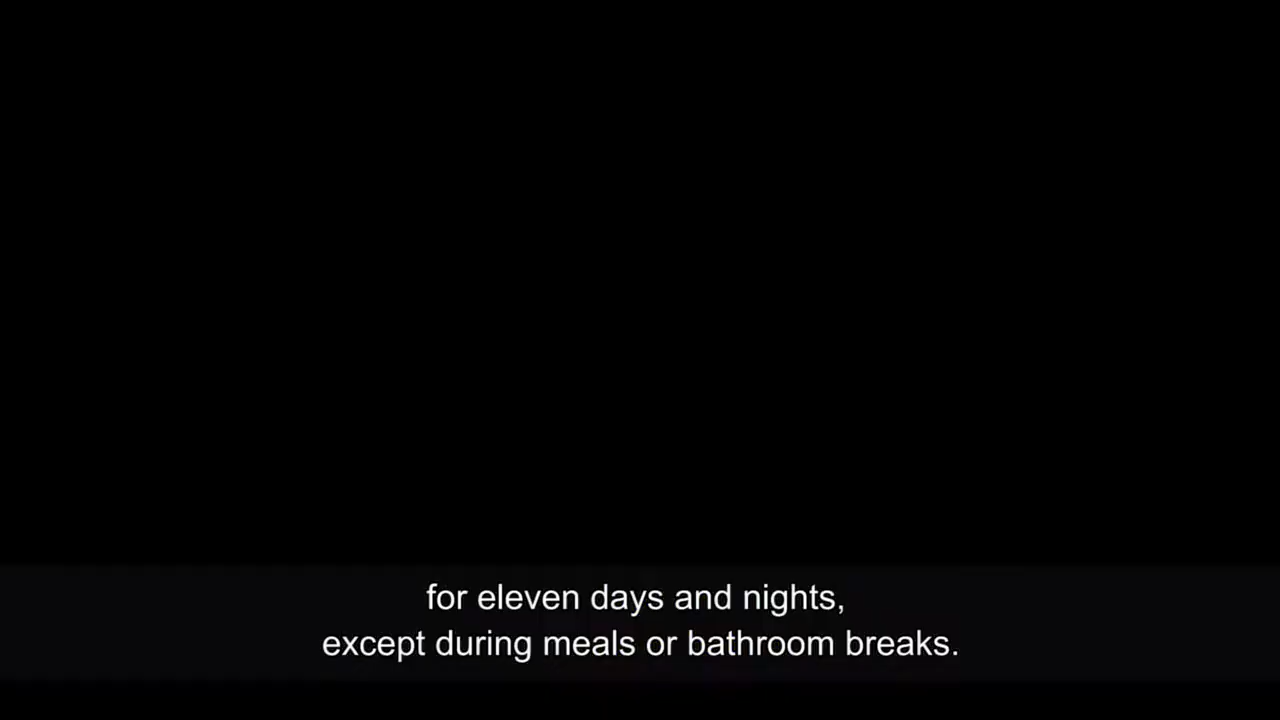 for eleven days and nights,
except during meals or bathroom breaks.